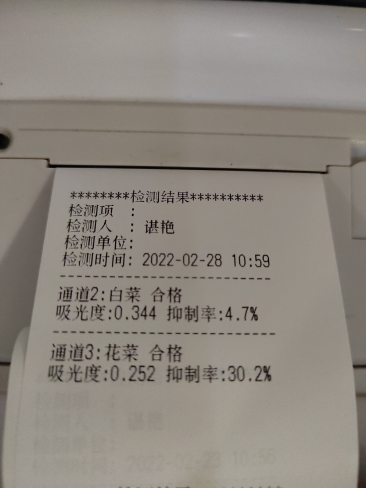 ********检测结果**********
检测项  :
检测人  : 谌艳
检测单位:
检测时间: 2022-02-28 10:59
--------------------------
通道2:白菜 合格
吸光度:0.344 抑制率:4.7%
--------------------------
通道3:花菜 合格
吸光度:0.252 抑制率:30.2%